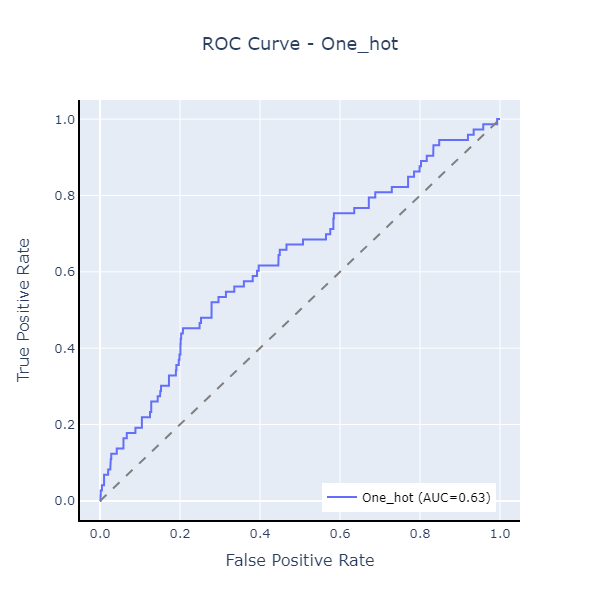 ROC Curve - One_hot
1.0
0.8
0.6
0.4
0.2
0.0
True Positive Rate
One_hot (AUC=0.63)
0.0 0.2 0.4 0.6 0.8 1.0
False Positive Rate